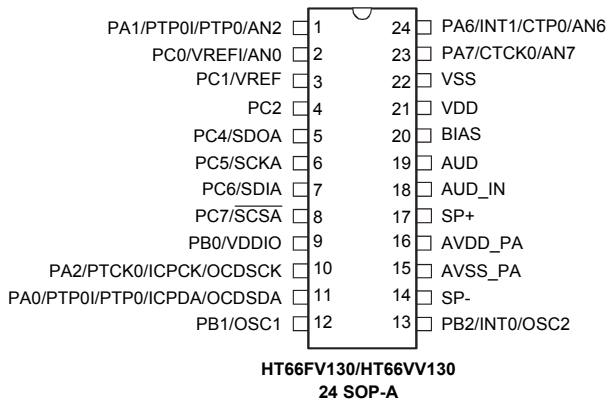 PA1/PTP0I/PTP0/AN2 1 24 PA6/INT1/CTP0/AN6
PC0/VREFI/AN0 2 23 PA7/CTCK0/AN7
PC1/VREF 3 22 VSS
PC2 4 21 VDD
PC4/SDOA 5 20 BIAS
PC5/SCKA 6 19 AUD
PC6/SDIA 7 18 AUD_IN
PC7/SCSA 8 17 SP+
PB0/VDDIO 9 16 AVDD_PA
PA2/PTCK0/ICPCK/OCDSCK 10 15 AVSS_PA
PA0/PTP0I/PTP0/ICPDA/OCDSDA 11 14 SP-
PB1/OSC1 12 13 PB2/INT0/OSC2
HT66FV130/HT66VV130
24 SOP-A